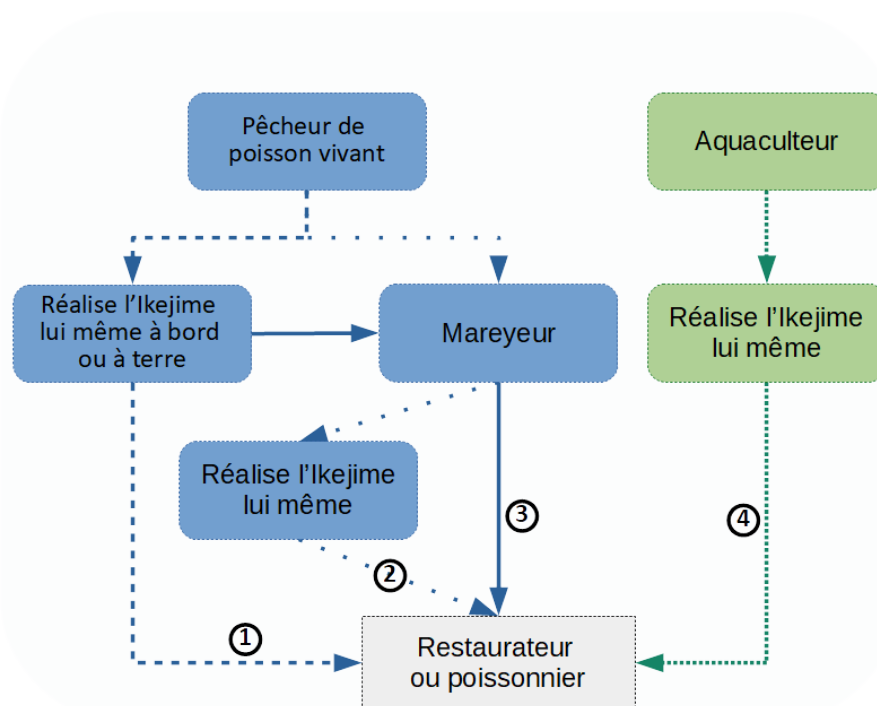 Pêcheur de
poisson vivant
Aquaculteur
Réalise l'Ikejime
lui même à bord
ou à terre
Mareyeur
Réalise l'Ikejime
lui même
Réalise l'Ikejime
lui même
3
4
2
1
Restaurateur
ou poissonnier